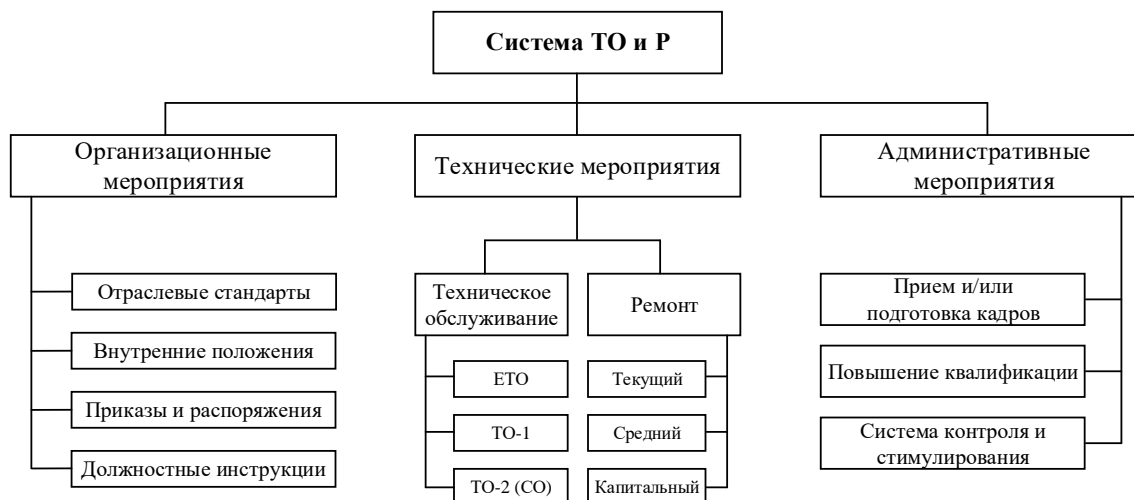 Система ТО и Р
Организационные
мероприятия
Технические мероприятия
Административные
мероприятия
Отраслевые стандарты
Внутренние положения
Приказы и распоряжения
Должностные инструкции
Техническое
обслуживание
Ремонт
ЕТО
ТО-1
ТО-2 (СО)
Текущий
Средний
Капитальный
Прием и/или
подготовка кадров
Повышение квалификации
Система контроля и
стимулирования